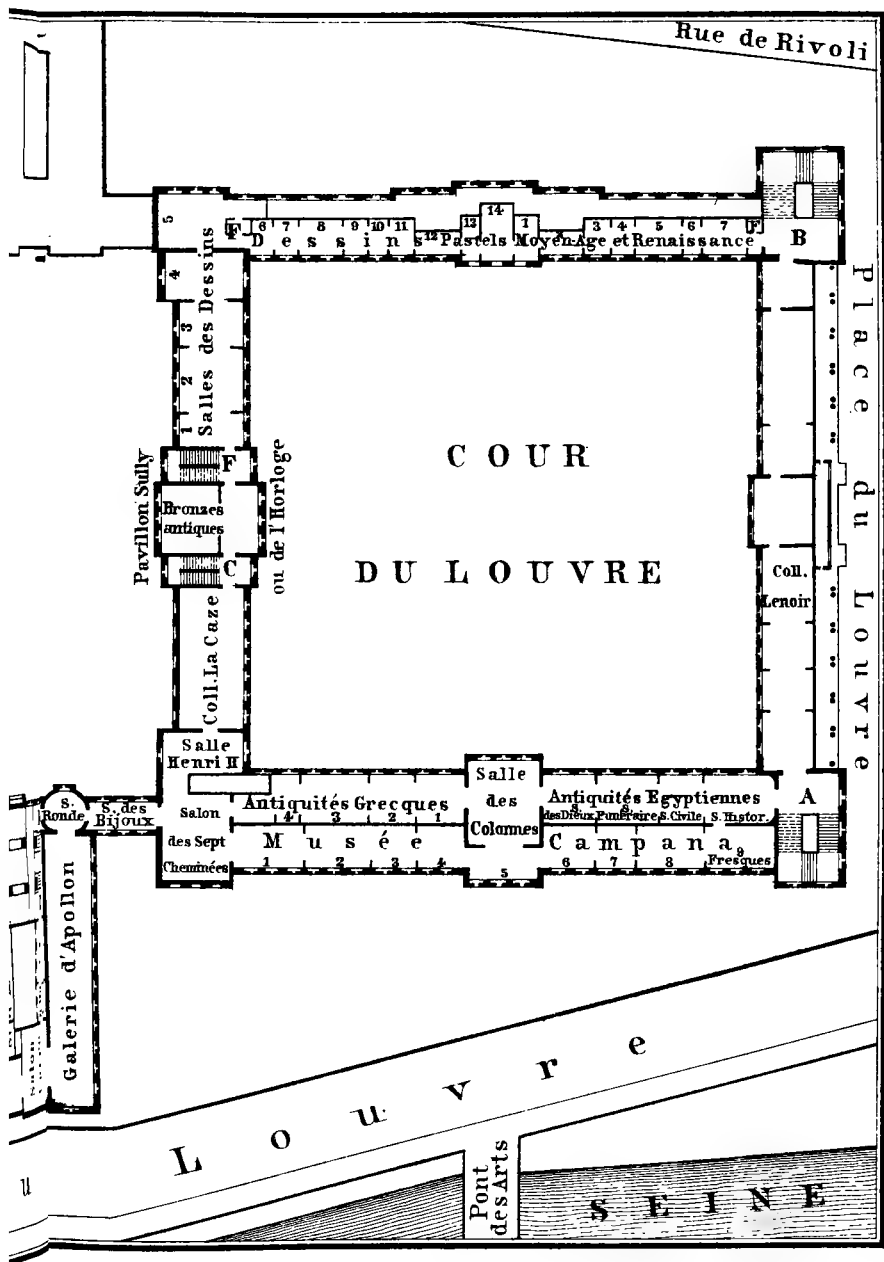 Rue de Rivoli
14
5
F
6 7 8 9 10 11 12 13 1 3 4 5 6 7 F
Dessins Pastels Moyen-Age et Renaissance
B
Salles des Dessins
4
3
2
1
F
Place du Louvre
COUR
DU LOUVRE
Pavillon Sully
ou de l'Horloge
Bronzes
antiques
C
Coll. La Caze
Coll.
Lenoir
Salle
Henri II
Salle
des
Colonnes
S.
Ronde
S. des
Bijoux
Salon
des Sept
Cheminées
Antiquités Grecques
4 3 2 1
Antiquités Egyptiennes
S. des Dieux S. Funéraire S. Civile S. Histor.
A
Musée Campana
1 2 3 4 5 6 7 8 9
Fresques
Galerie d'Apollon
Salon
u Louvre
Pont
des Arts
SEINE